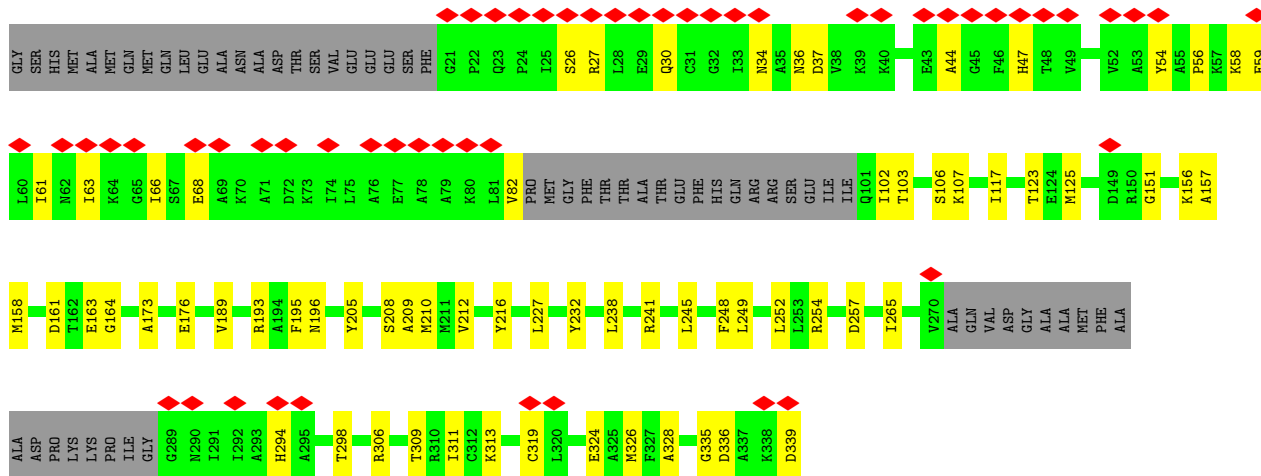 GLY SER HIS MET ALA MET GLN MET GLN LEU GLU ALA ASN ALA ASP THR SER VAL GLU GLU GLU SER PHE G21 P22 Q23 P24 I25 S26 R27 L28 E29 Q30 C31 G32 I33 N34 A35 N36 D37 V38 K39 K40 E43 A44 G45 F46 H47 T48 V49 V52 A53 Y54 A55 P56 K57 K58 E59
L60 I61 N62 I63 K64 G65 I66 S67 E68 A69 K70 A71 D72 K73 I74 L75 A76 E77 A78 A79 K80 L81 V82 PRO MET GLY PHE THR THR ALA THR GLU PHE HIS GLN ARG ARG SER GLU ILE ILE Q101 I102 T103 S106 K107 I117 T123 E124 M125 D149 R150 G151 K156 A157
M158 D161 T162 E163 G164 A173 E176 V189 R193 A194 F195 N196 Y205 S208 A209 M210 M211 V212 Y216 L227 Y232 L238 R241 L245 F248 L249 L252 L253 R254 D257 I265 V270 ALA GLN VAL ASP GLY ALA ALA MET PHE ALA
ALA ASP PRO LYS LYS PRO ILE GLY G289 N290 I291 I292 A293 H294 A295 T298 R306 T309 R310 I311 C312 K313 C319 L320 E324 A325 M326 F327 A328 G335 D336 A337 K338 D339